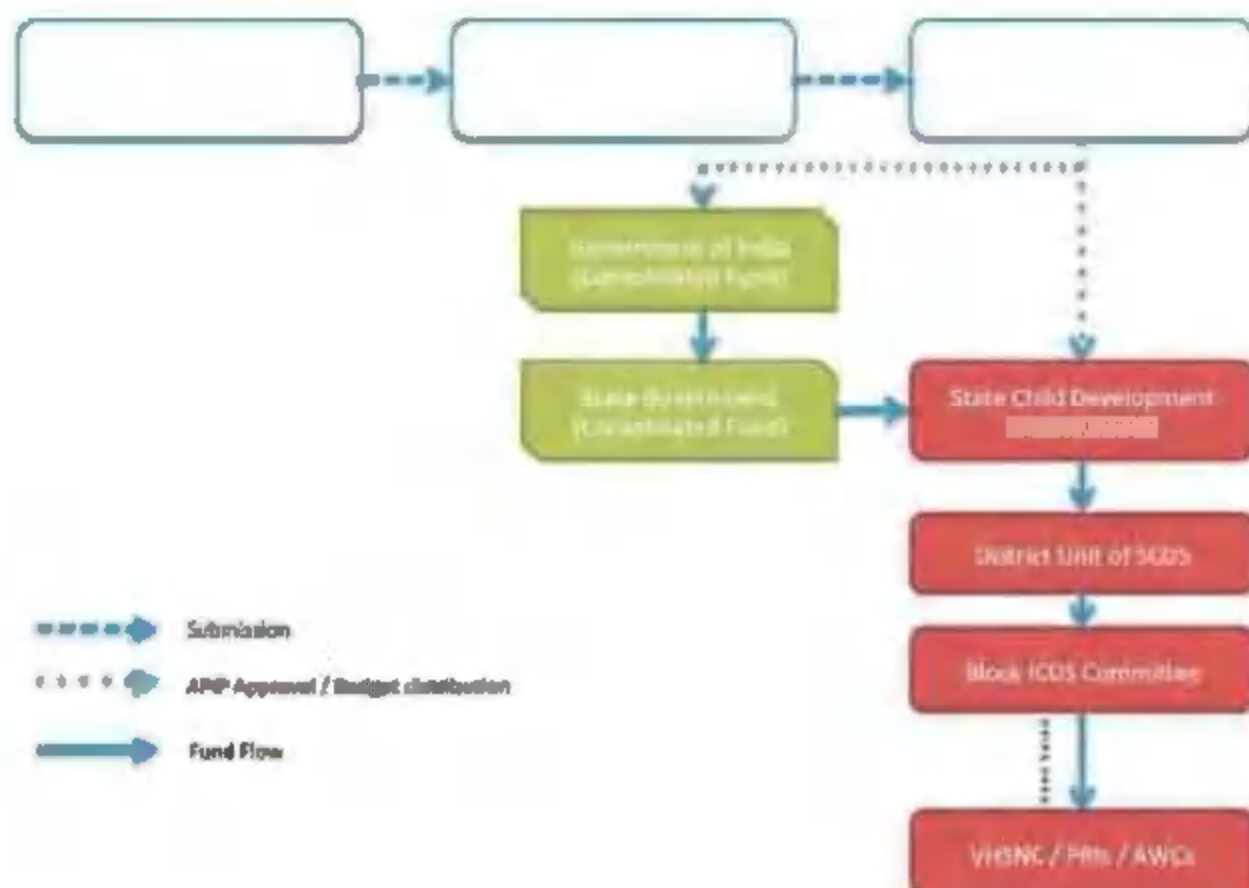 Government of India
(Consolidated Fund)
State Government
(Consolidated Fund)
State Child Development
District Unit of SCDS
Block ICDS Committee
VHSNC / PRIs / AWCs
Submission
APIP Approval / Budget distribution
Fund Flow